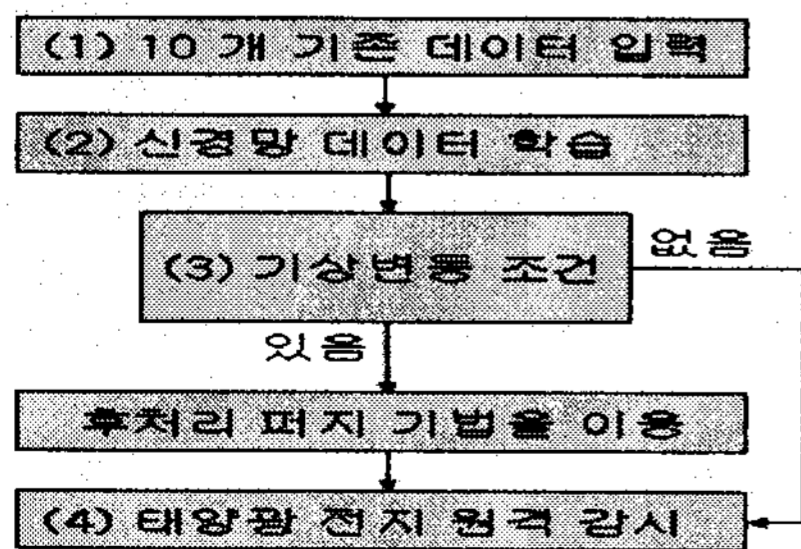 (1) 10 개 기존 데이터 입력
(2) 신경망 데이터 학습
(3) 기상변동 조건
없음
있음
후처리 퍼지 기법을 이용
(4) 태양광 전지 원격 감시